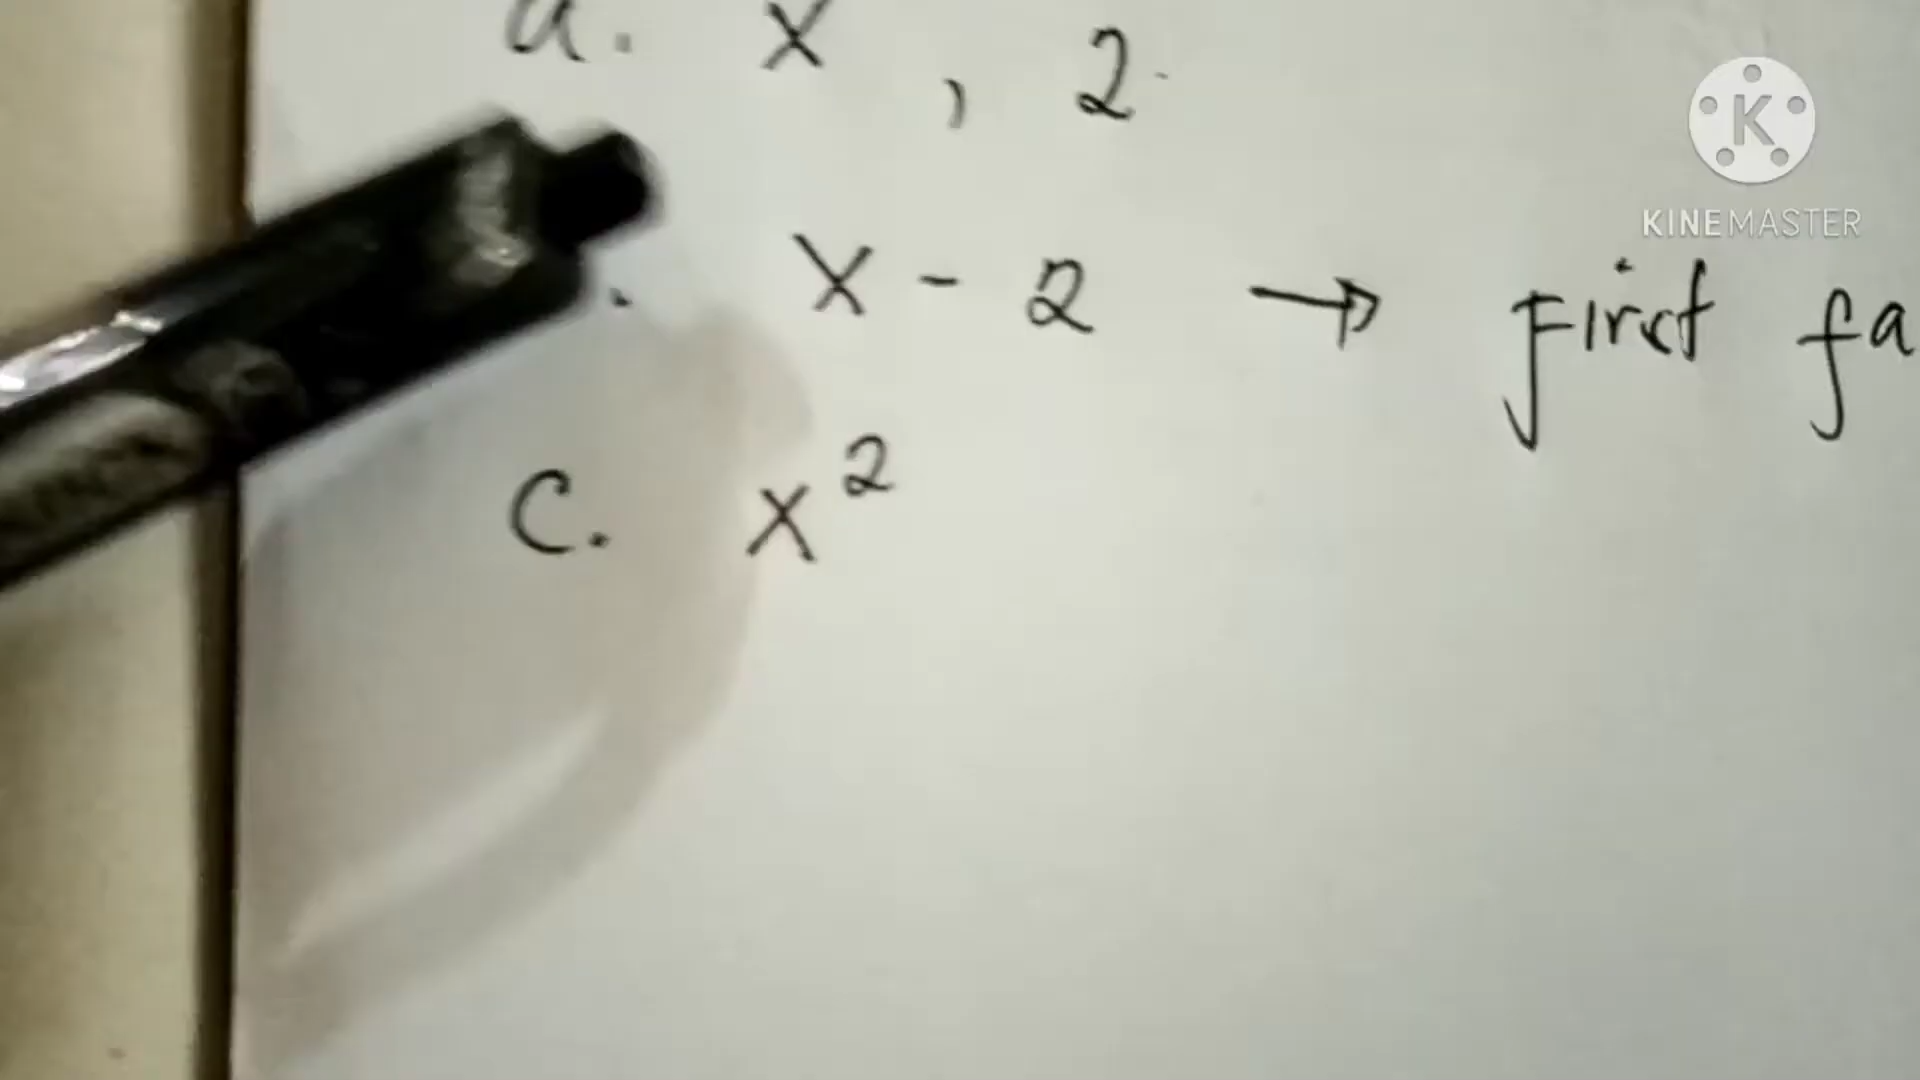 a. x , 2
. x - 2 → First fa
c. x²
K
KINEMASTER